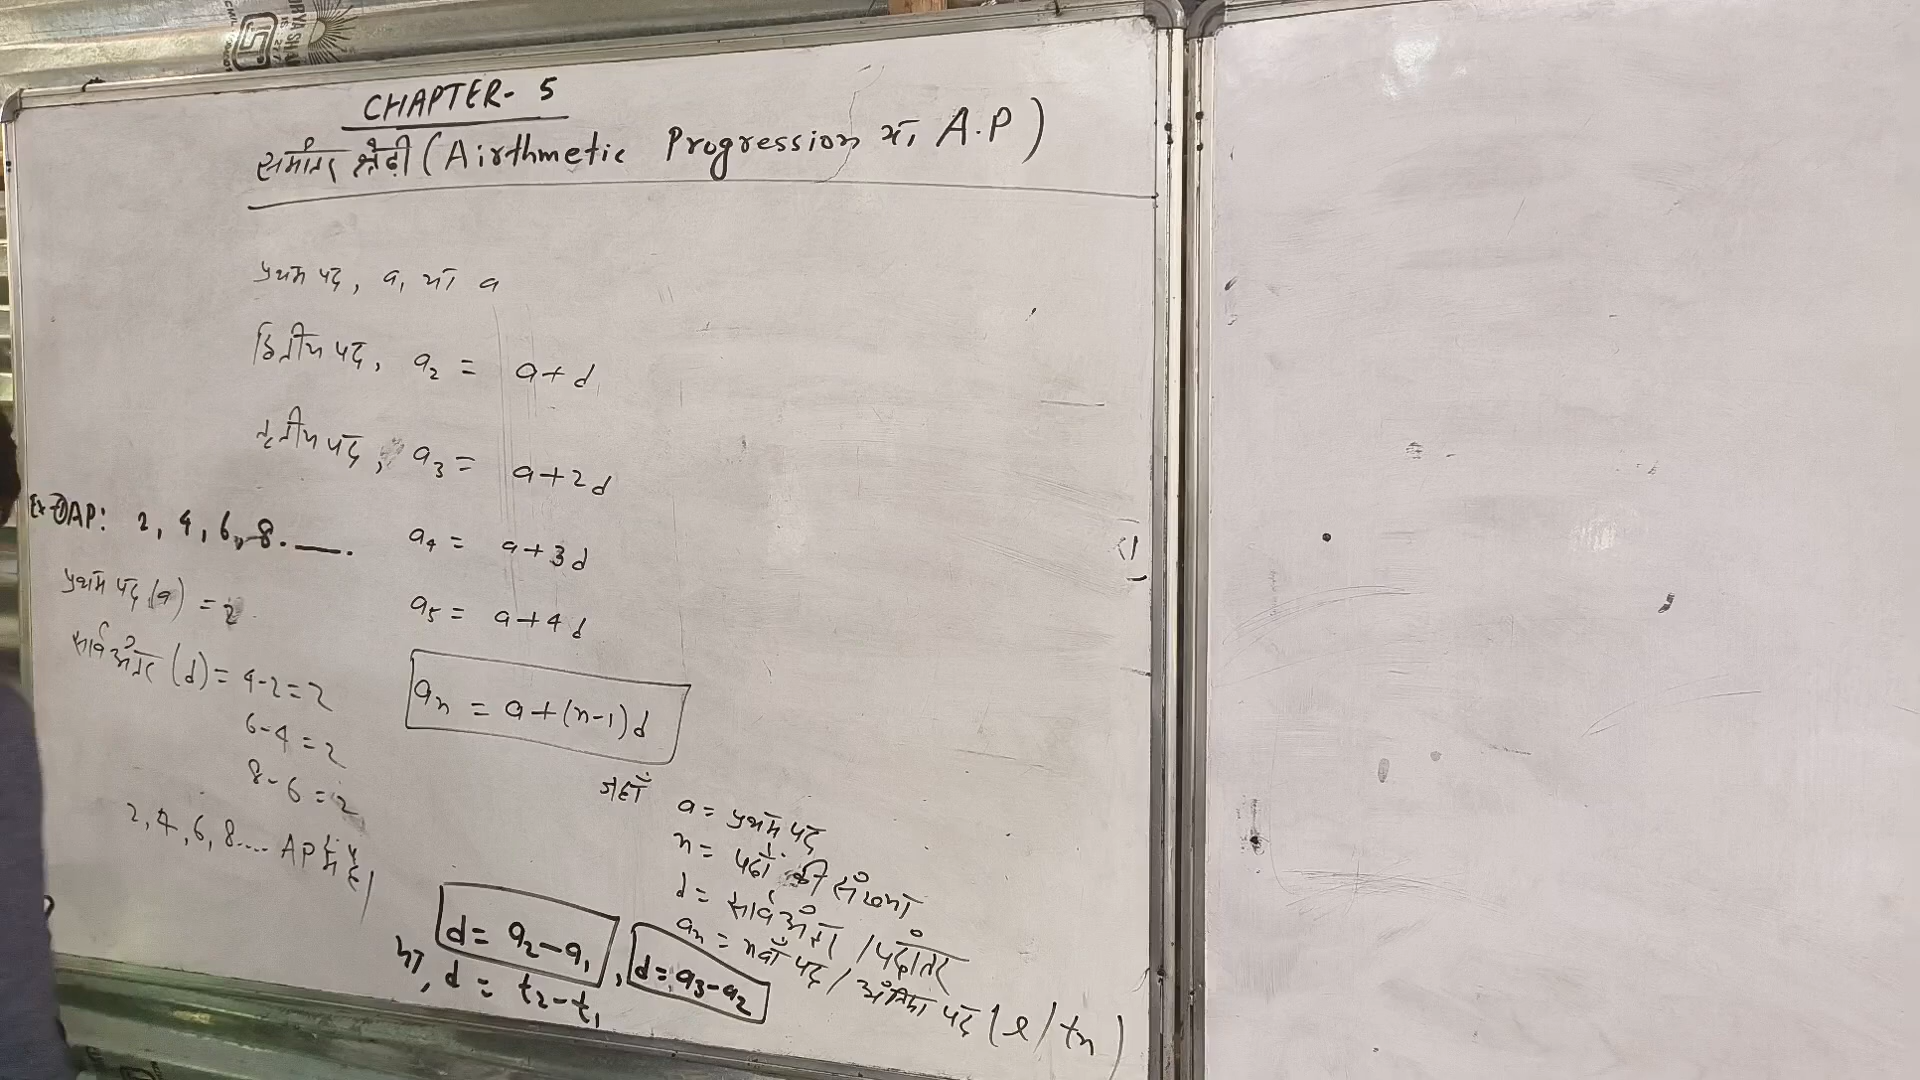 CHAPTER- 5
समांतर श्रेढ़ी (Airthmetic Progression या A.P)
प्रथम पद, a₁ या a
द्वितीय पद, a₂ = a+d
तृतीय पद, a₃ = a+2d
a₄ = a+3d
a₅ = a+4d
aₙ = a+(n-1)d
जहाँ a = प्रथम पद
n = पदों की संख्या
d = सार्वअंतर / पदांतर
aₙ = nवाँ पद / अंतिम पद (l/tₙ)
Ex-① AP: 2, 4, 6, 8. —.
प्रथम पद (a) = 2
सार्वअंतर (d) = 4-2=2
6-4=2
8-6=2
2,4,6,8.... AP में है।
d= a₂-a₁, d=a₃-a₂
या, d = t₂-t₁